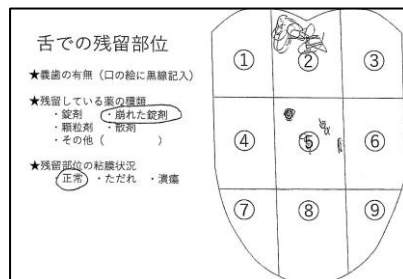 舌での残留部位
★義歯の有無（口の絵に黒線記入）
★残留している薬の種類
・錠剤　・崩れた錠剤
・顆粒剤　・散剤
・その他（　　　　　）
★残留部位の粘膜状況
・正常　・ただれ　・潰瘍
① ② ③
④ ⑤ ⑥
⑦ ⑧ ⑨